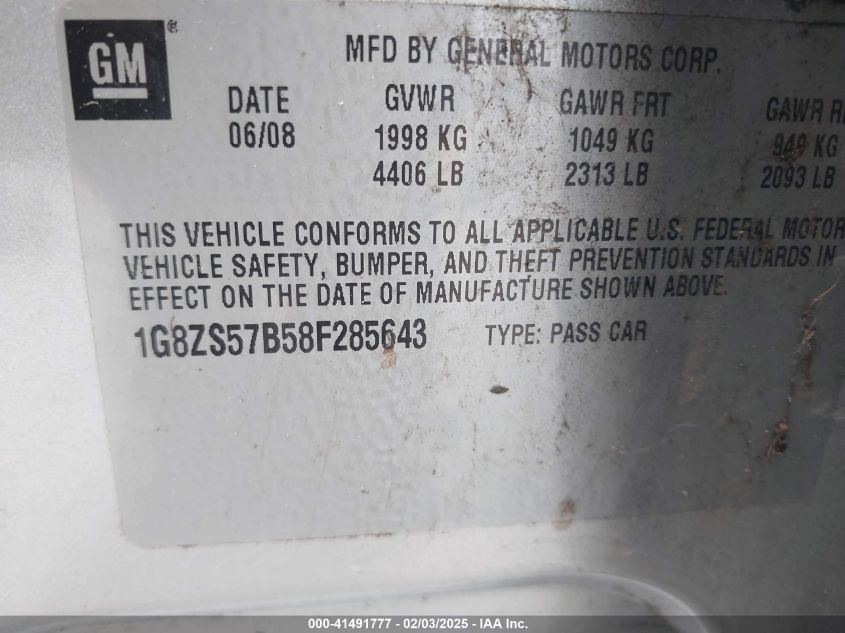 GM ®
MFD BY GENERAL MOTORS CORP.
DATE GVWR GAWR FRT GAWR R
06/08 1998 KG 1049 KG 949 KG
4406 LB 2313 LB 2093 LB
THIS VEHICLE CONFORMS TO ALL APPLICABLE U.S. FEDERAL MOTOR
VEHICLE SAFETY, BUMPER, AND THEFT PREVENTION STANDARDS IN
EFFECT ON THE DATE OF MANUFACTURE SHOWN ABOVE.
1G8ZS57B58F285643 TYPE: PASS CAR
000-41491777 - 02/03/2025 - IAA Inc.